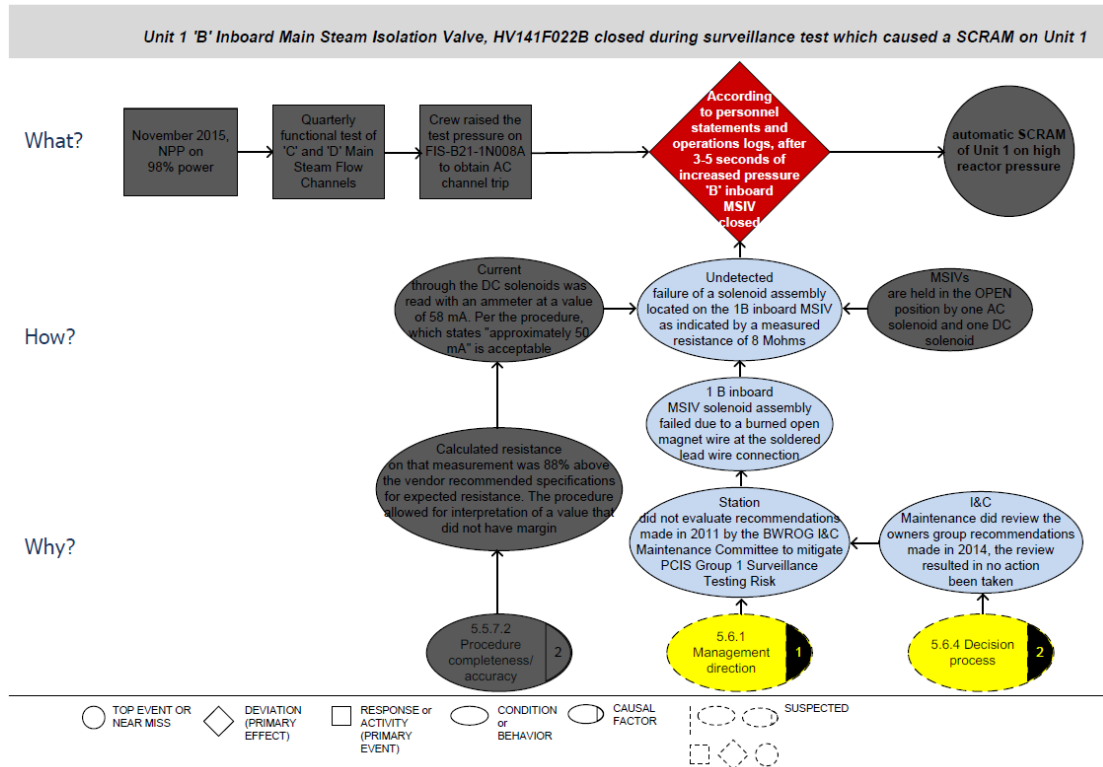 Unit 1 'B' Inboard Main Steam Isolation Valve, HV141F022B closed during surveillance test which caused a SCRAM on Unit 1
What?
November 2015,
NPP on
98% power
Quarterly
functional test of
'C' and 'D' Main
Steam Flow
Channels
Crew raised the
test pressure on
FIS-B21-1N008A
to obtain AC
channel trip
According
to personnel
statements and
operations logs, after
3-5 seconds of
increased pressure
'B' inboard
MSIV
closed
automatic SCRAM
of Unit 1 on high
reactor pressure
How?
Current
through the DC solenoids was
read with an ammeter at a value
of 58 mA. Per the procedure,
which states "approximately 50
mA" is acceptable
Undetected
failure of a solenoid assembly
located on the 1B inboard MSIV
as indicated by a measured
resistance of 8 Mohms
MSIVs
are held in the OPEN
position by one AC
solenoid and one DC
solenoid
1 B inboard
MSIV solenoid assembly
failed due to a burned open
magnet wire at the soldered
lead wire connection
Why?
Calculated resistance
on that measurement was 88% above
the vendor recommended specifications
for expected resistance. The procedure
allowed for interpretation of a value that
did not have margin
Station
did not evaluate recommendations
made in 2011 by the BWROG I&C
Maintenance Committee to mitigate
PCIS Group 1 Surveillance
Testing Risk
I&C
Maintenance did review the
owners group recommendations
made in 2014, the review
resulted in no action
been taken
5.5.7.2
Procedure
completeness/
accuracy
2
5.6.1
Management
direction
1
5.6.4 Decision
process
2
TOP EVENT OR
NEAR MISS
DEVIATION
(PRIMARY
EFFECT)
RESPONSE or
ACTIVITY
(PRIMARY
EVENT)
CONDITION
or
BEHAVIOR
CAUSAL
FACTOR
SUSPECTED